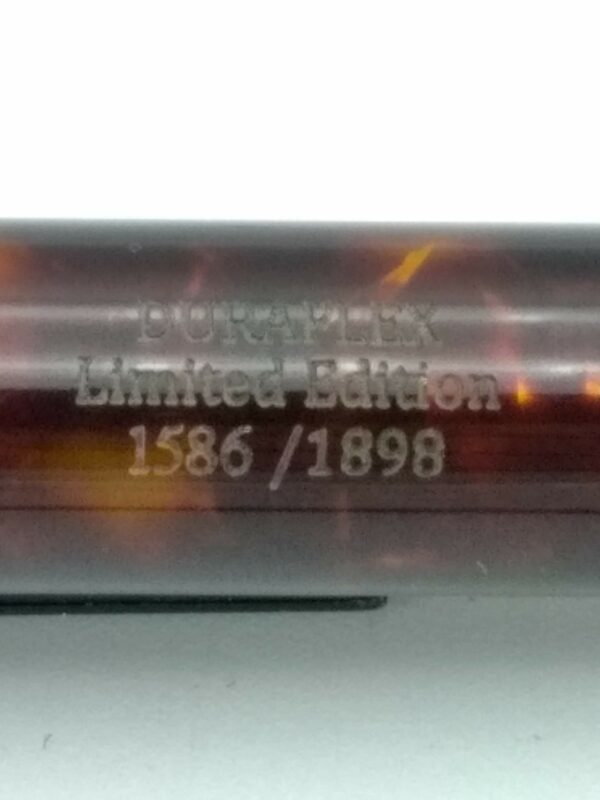 DURAFLEX
Limited Edition
1586 /1898